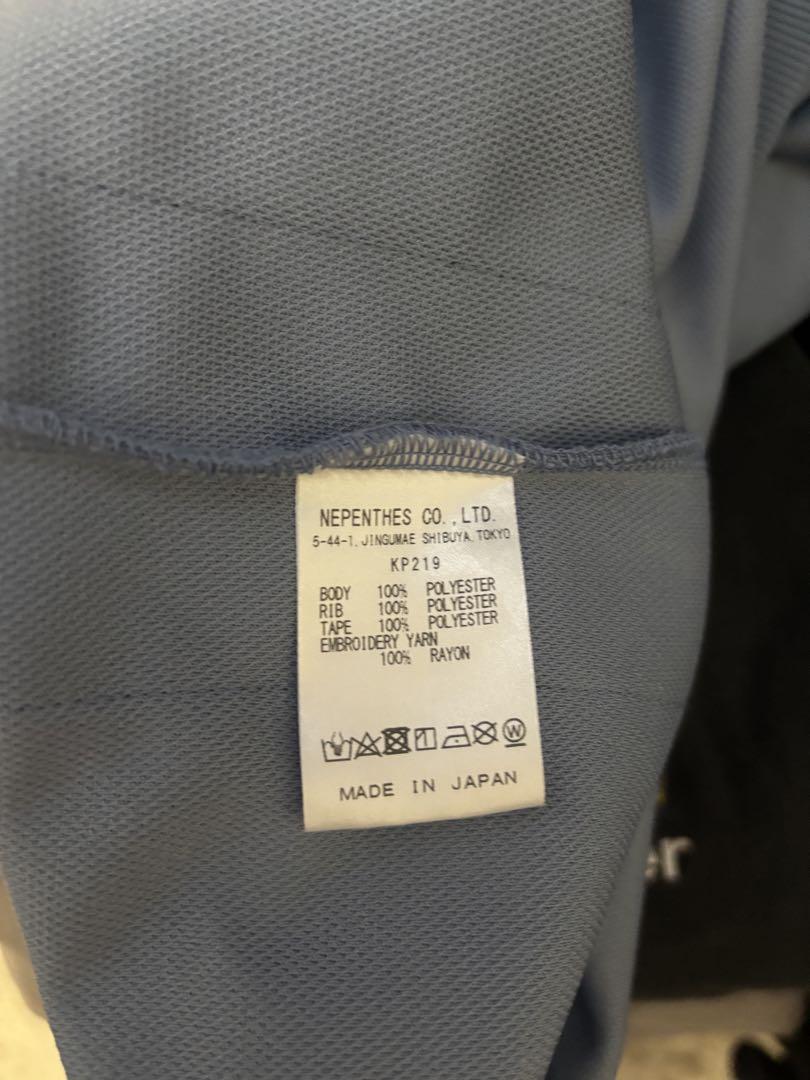 NEPENTHES CO.,LTD.
5-44-1, JINGUMAE SHIBUYA, TOKYO
KP219
BODY 100% POLYESTER
RIB 100% POLYESTER
TAPE 100% POLYESTER
EMBROIDERY YARN
100% RAYON
W
MADE IN JAPAN